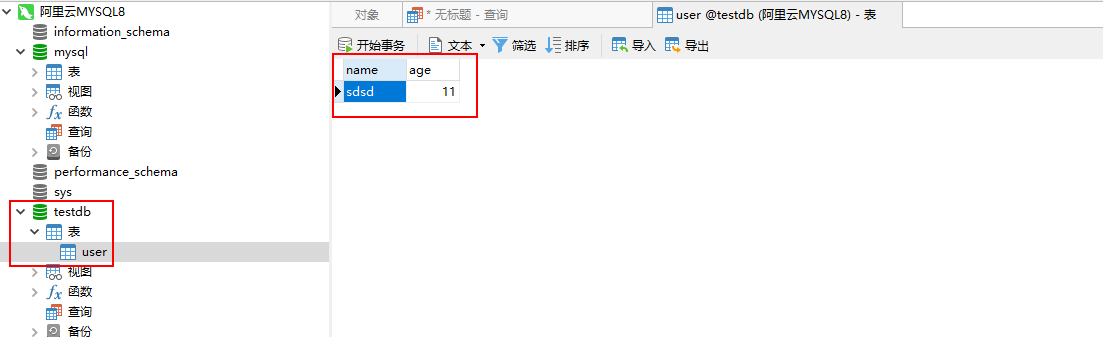 阿里云MYSQL8
information_schema
mysql
表
视图
fx 函数
查询
备份
performance_schema
sys
testdb
表
user
视图
fx 函数
查询
备份
对象
* 无标题 - 查询
user @testdb (阿里云MYSQL8) - 表
开始事务 文本 筛选 排序 导入 导出
name age
sdsd 11